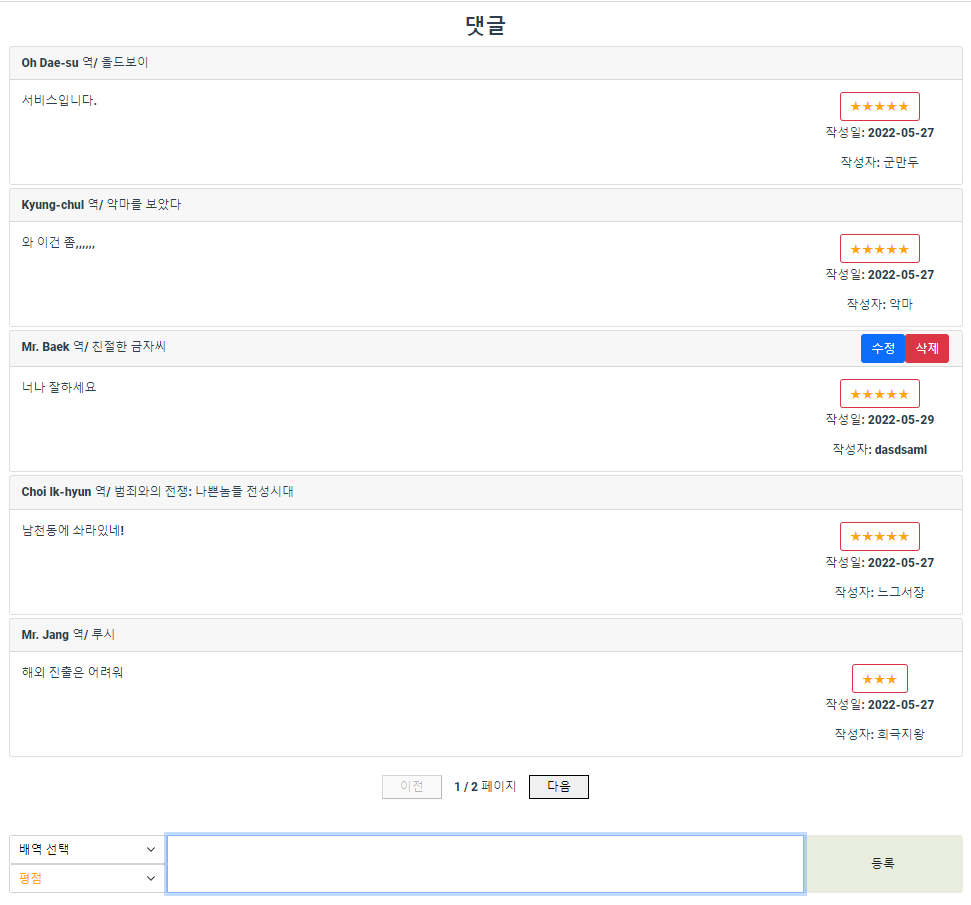 댓글
Oh Dae-su 역/ 올드보이
서비스입니다.
★★★★★
작성일: 2022-05-27
작성자: 군만두
Kyung-chul 역/ 악마를 보았다
와 이건 좀,,,,,,
★★★★★
작성일: 2022-05-27
작성자: 악마
Mr. Baek 역/ 친절한 금자씨
수정 삭제
너나 잘하세요
★★★★★
작성일: 2022-05-29
작성자: dasdsaml
Choi Ik-hyun 역/ 범죄와의 전쟁: 나쁜놈들 전성시대
남천동에 솨라있네!
★★★★★
작성일: 2022-05-27
작성자: 느그서장
Mr. Jang 역/ 루시
해외 진출은 어려워
★★★
작성일: 2022-05-27
작성자: 희극지왕
이전 1 / 2 페이지 다음
배역 선택
평점
등록